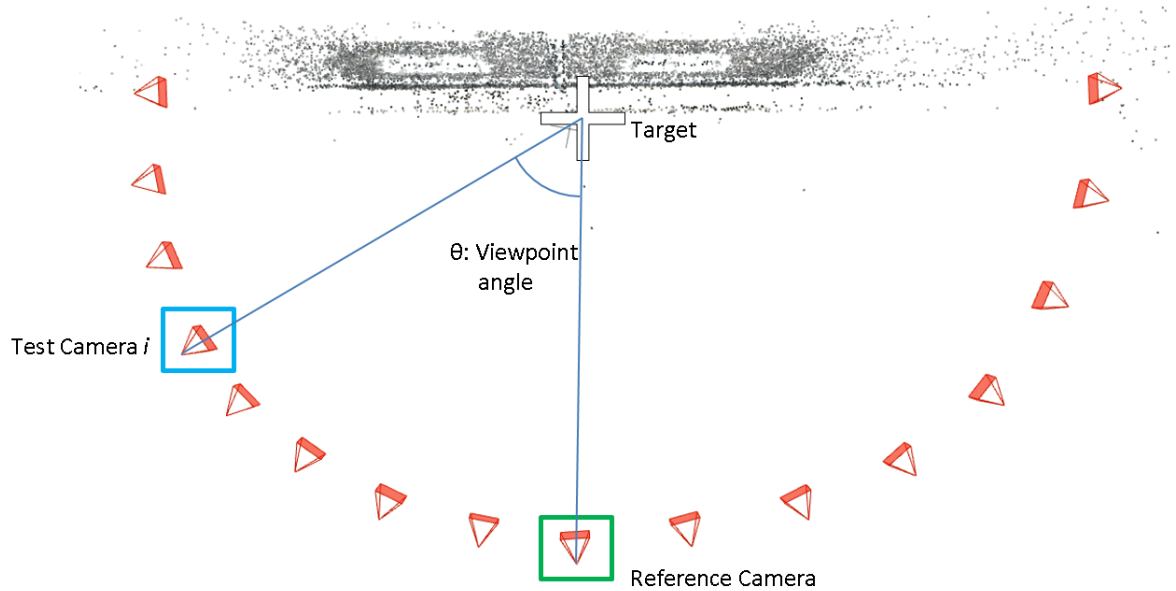 Target
θ: Viewpoint
angle
Test Camera i
Reference Camera